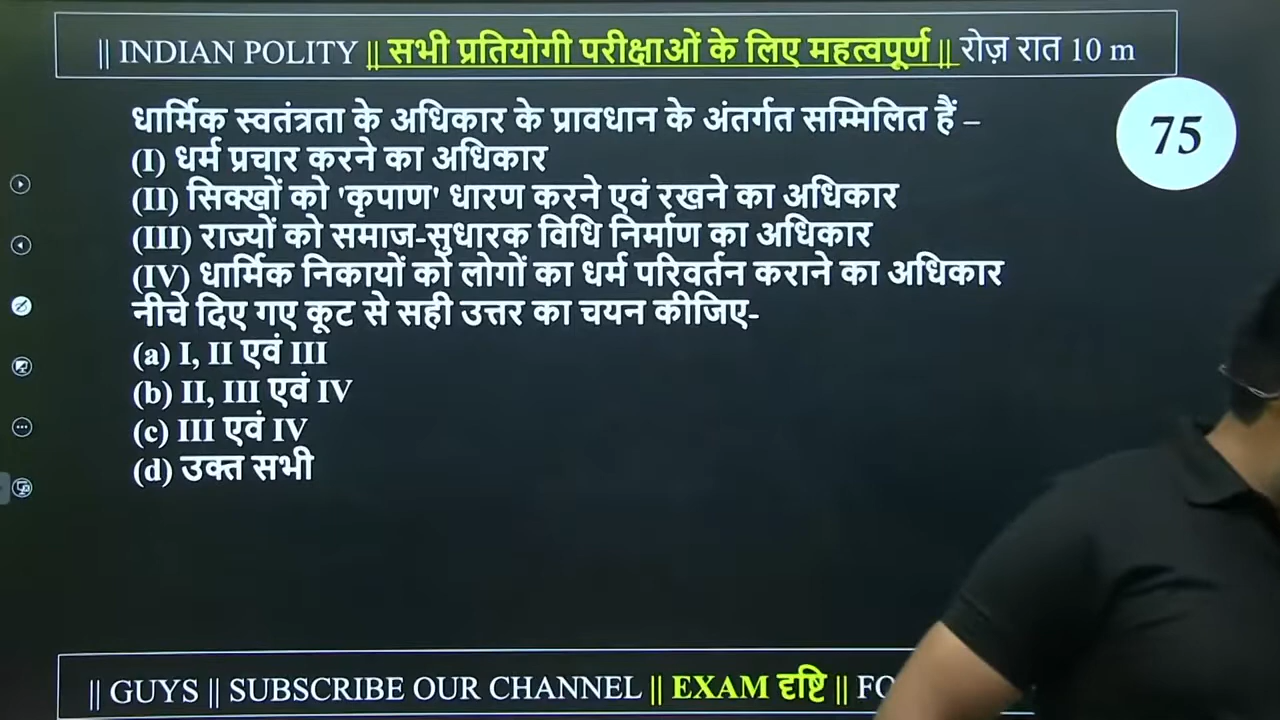 || INDIAN POLITY || सभी प्रतियोगी परीक्षाओं के लिए महत्वपूर्ण || रोज़ रात 10 m
75
धार्मिक स्वतंत्रता के अधिकार के प्रावधान के अंतर्गत सम्मिलित हैं –
(I) धर्म प्रचार करने का अधिकार
(II) सिक्खों को 'कृपाण' धारण करने एवं रखने का अधिकार
(III) राज्यों को समाज-सुधारक विधि निर्माण का अधिकार
(IV) धार्मिक निकायों को लोगों का धर्म परिवर्तन कराने का अधिकार
नीचे दिए गए कूट से सही उत्तर का चयन कीजिए-
(a) I, II एवं III
(b) II, III एवं IV
(c) III एवं IV
(d) उक्त सभी
|| GUYS || SUBSCRIBE OUR CHANNEL || EXAM दृष्टि ||